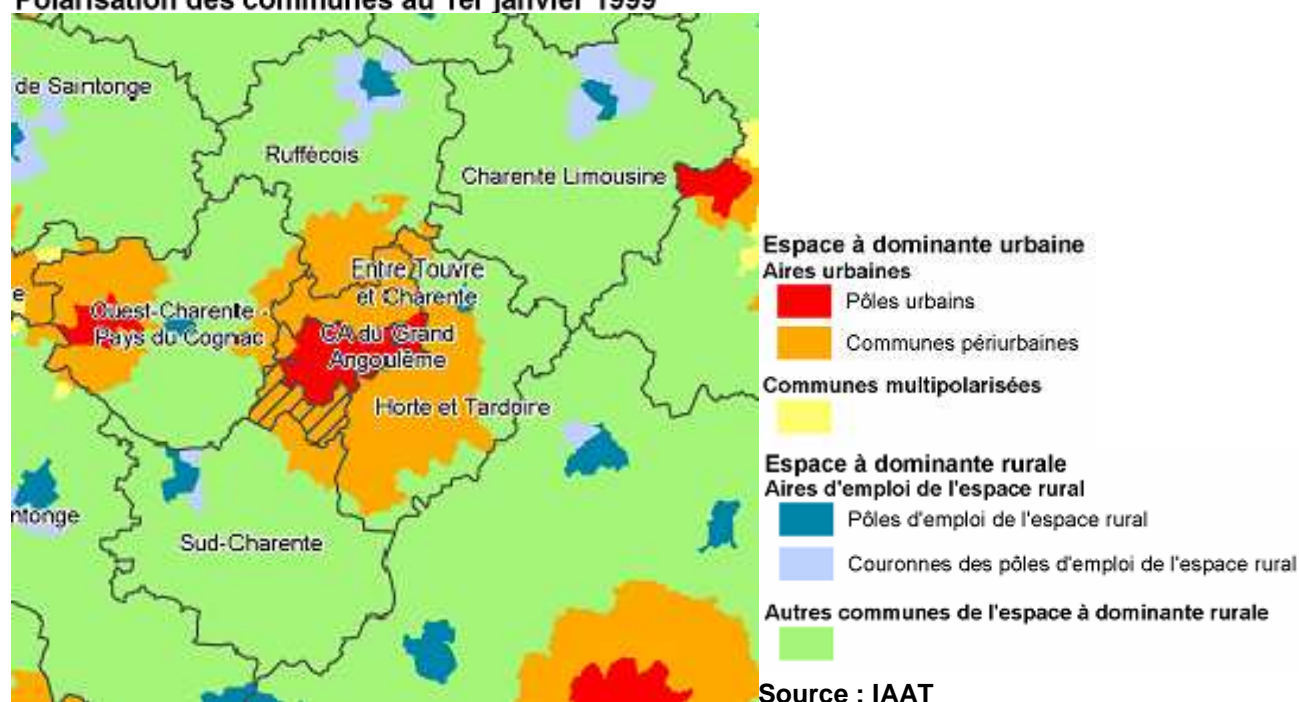 Polarisation des communes au 1er janvier 1999
de Saintonge
Ruffécois
Charente Limousine
Entre Touvre
et Charente
e
Ouest-Charente -
Pays du Cognac
CA du Grand
Angoulême
Horte et Tardoire
ntonge
Sud-Charente
Espace à dominante urbaine
Aires urbaines
Pôles urbains
Communes périurbaines
Communes multipolarisées
Espace à dominante rurale
Aires d'emploi de l'espace rural
Pôles d'emploi de l'espace rural
Couronnes des pôles d'emploi de l'espace rural
Autres communes de l'espace à dominante rurale
Source : IAAT